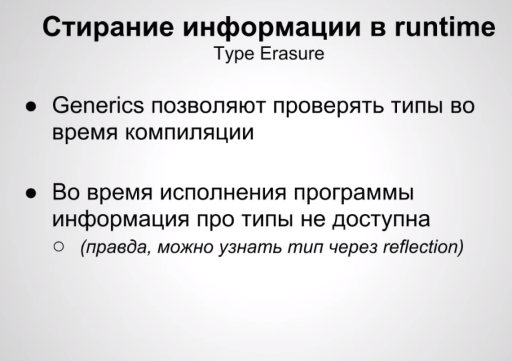 Стирание информации в runtime
Type Erasure
● Generics позволяют проверять типы во
время компиляции
● Во время исполнения программы
информация про типы не доступна
○ (правда, можно узнать тип через reflection)